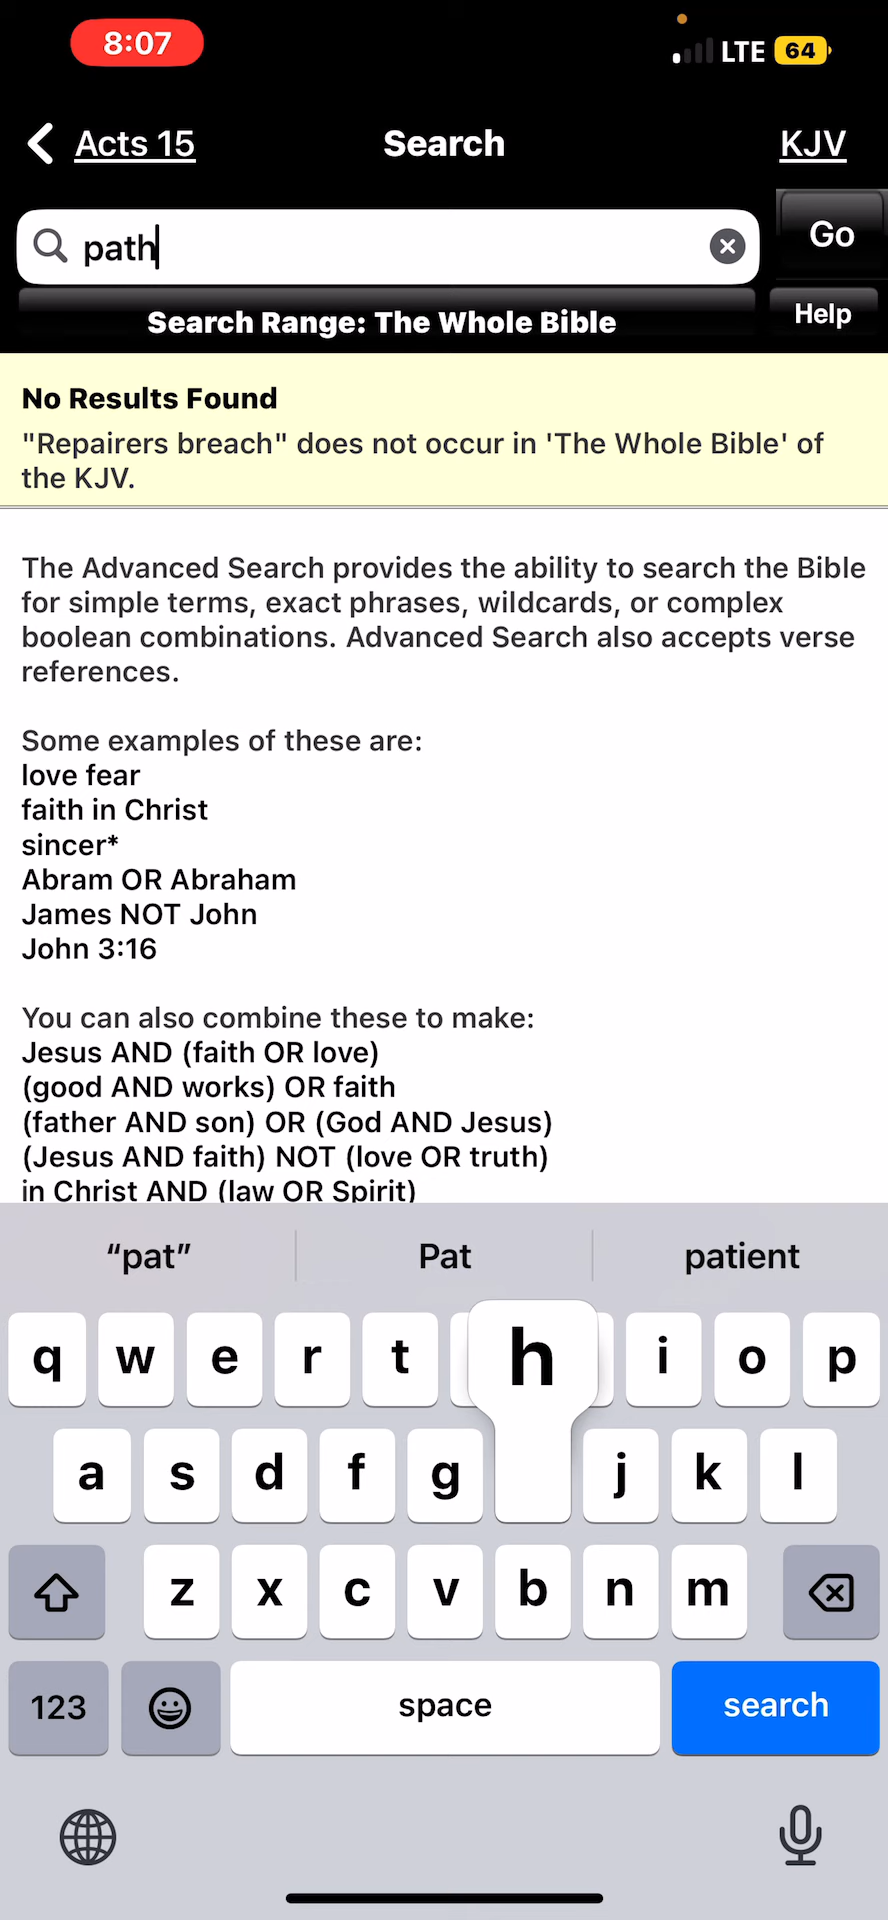 8:07
LTE 64
Acts 15 Search KJV
path
Go
Search Range: The Whole Bible
Help
No Results Found
"Repairers breach" does not occur in 'The Whole Bible' of
the KJV.
The Advanced Search provides the ability to search the Bible
for simple terms, exact phrases, wildcards, or complex
boolean combinations. Advanced Search also accepts verse
references.
Some examples of these are:
love fear
faith in Christ
sincer*
Abram OR Abraham
James NOT John
John 3:16
You can also combine these to make:
Jesus AND (faith OR love)
(good AND works) OR faith
(father AND son) OR (God AND Jesus)
(Jesus AND faith) NOT (love OR truth)
in Christ AND (law OR Spirit)
“pat” Pat patient
q w e r t h i o p
a s d f g j k l
z x c v b n m
123 space search